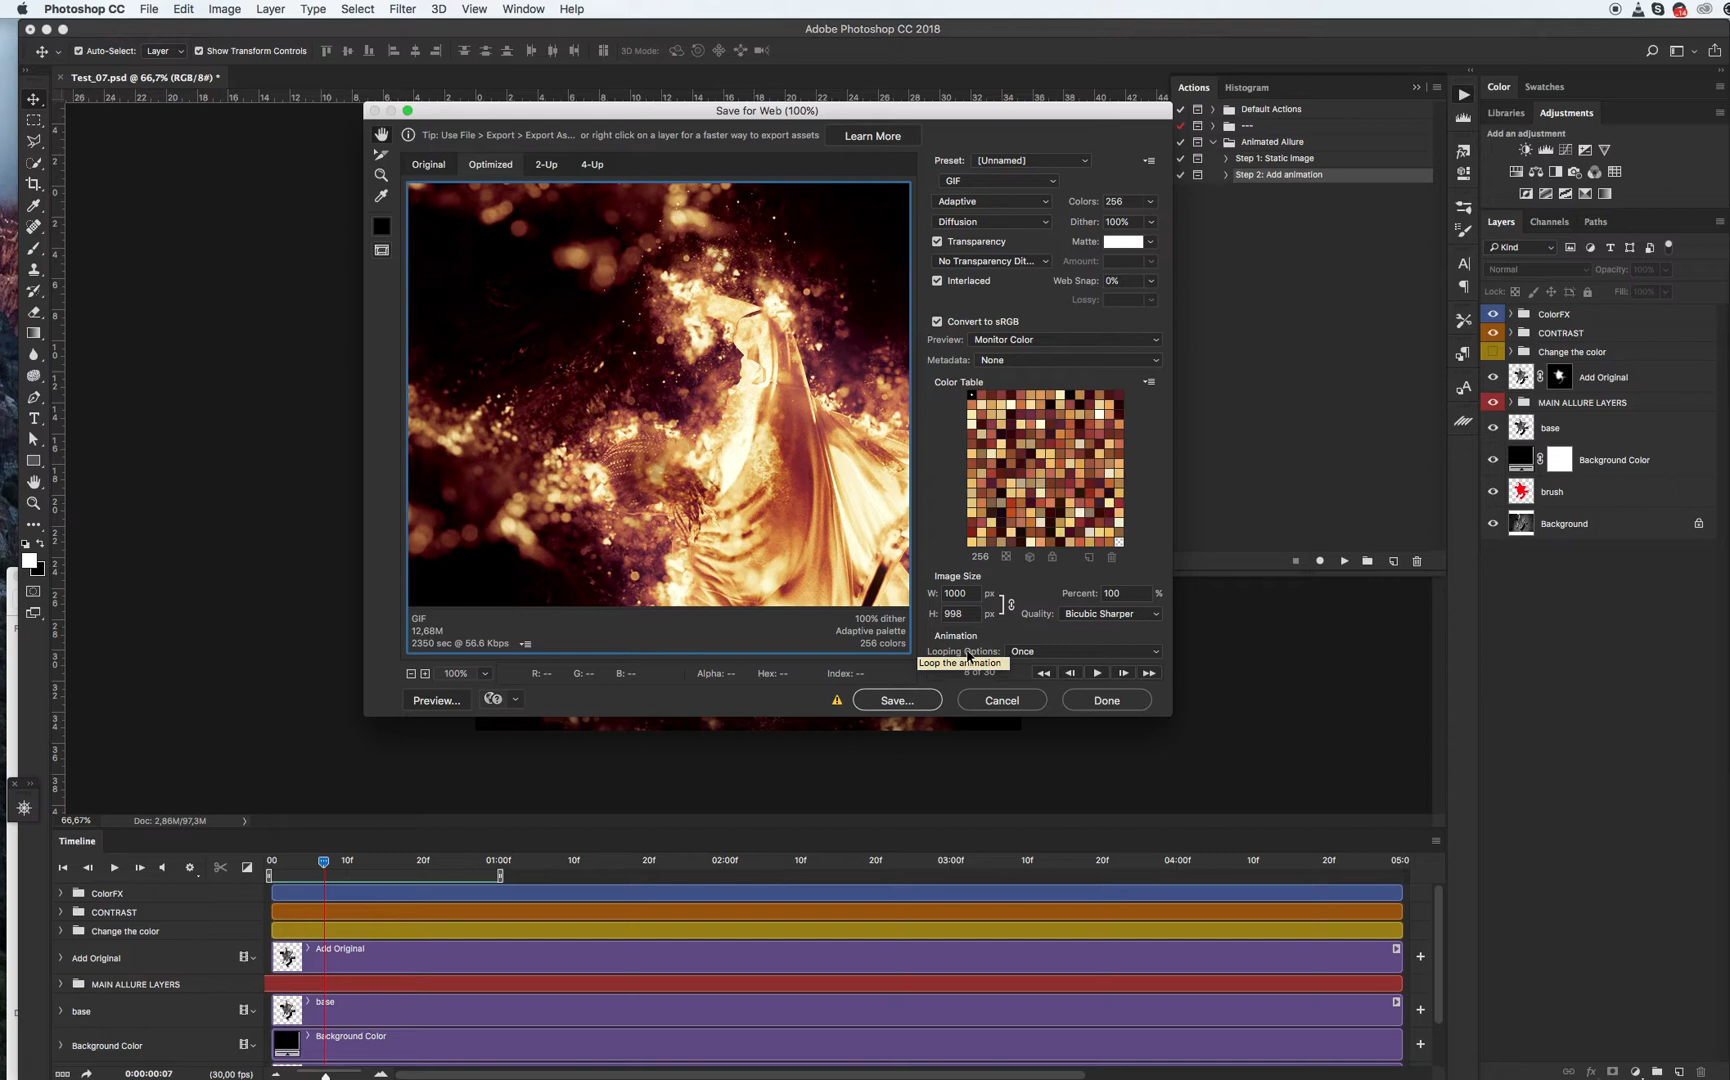 Photoshop CC File Edit Image Layer Type Select Filter 3D View Window Help
Adobe Photoshop CC 2018
Auto-Select: Layer Show Transform Controls 3D Mode:
Test_07.psd @ 66,7% (RGB/8#) *
Save for Web (100%)
Tip: Use File > Export > Export As... or right click on a layer for a faster way to export assets Learn More
Original Optimized 2-Up 4-Up
Preset: [Unnamed]
GIF
Adaptive Colors: 256
Diffusion Dither: 100%
Transparency Matte:
No Transparency Dit... Amount:
Interlaced Web Snap: 0%
Lossy:
Convert to sRGB
Preview: Monitor Color
Metadata: None
Color Table
256
Image Size
W: 1000 px Percent: 100 %
H: 998 px Quality: Bicubic Sharper
Animation
Looping Options: Once
Loop the animation
8 of 30
GIF 100% dither
12,68M Adaptive palette
2350 sec @ 56.6 Kbps 256 colors
100% R: -- G: -- B: -- Alpha: -- Hex: -- Index: --
Preview... Save... Cancel Done
Actions Histogram
Default Actions
---
Animated Allure
Step 1: Static image
Step 2: Add animation
Color Swatches
Libraries Adjustments
Add an adjustment
Layers Channels Paths
Kind
Normal Opacity: 100%
Lock: Fill: 100%
ColorFX
CONTRAST
Change the color
Add Original
MAIN ALLURE LAYERS
base
Background Color
brush
Background
66,67% Doc: 2,86M/97,3M
Timeline
00 10f 20f 01:00f 10f 20f 02:00f 10f 20f 03:00f 10f 20f 04:00f 10f 20f 05:0
ColorFX
CONTRAST
Change the color
Add Original Add Original
MAIN ALLURE LAYERS
base base
Background Color Background Color
0:00:00:07 (30,00 fps)